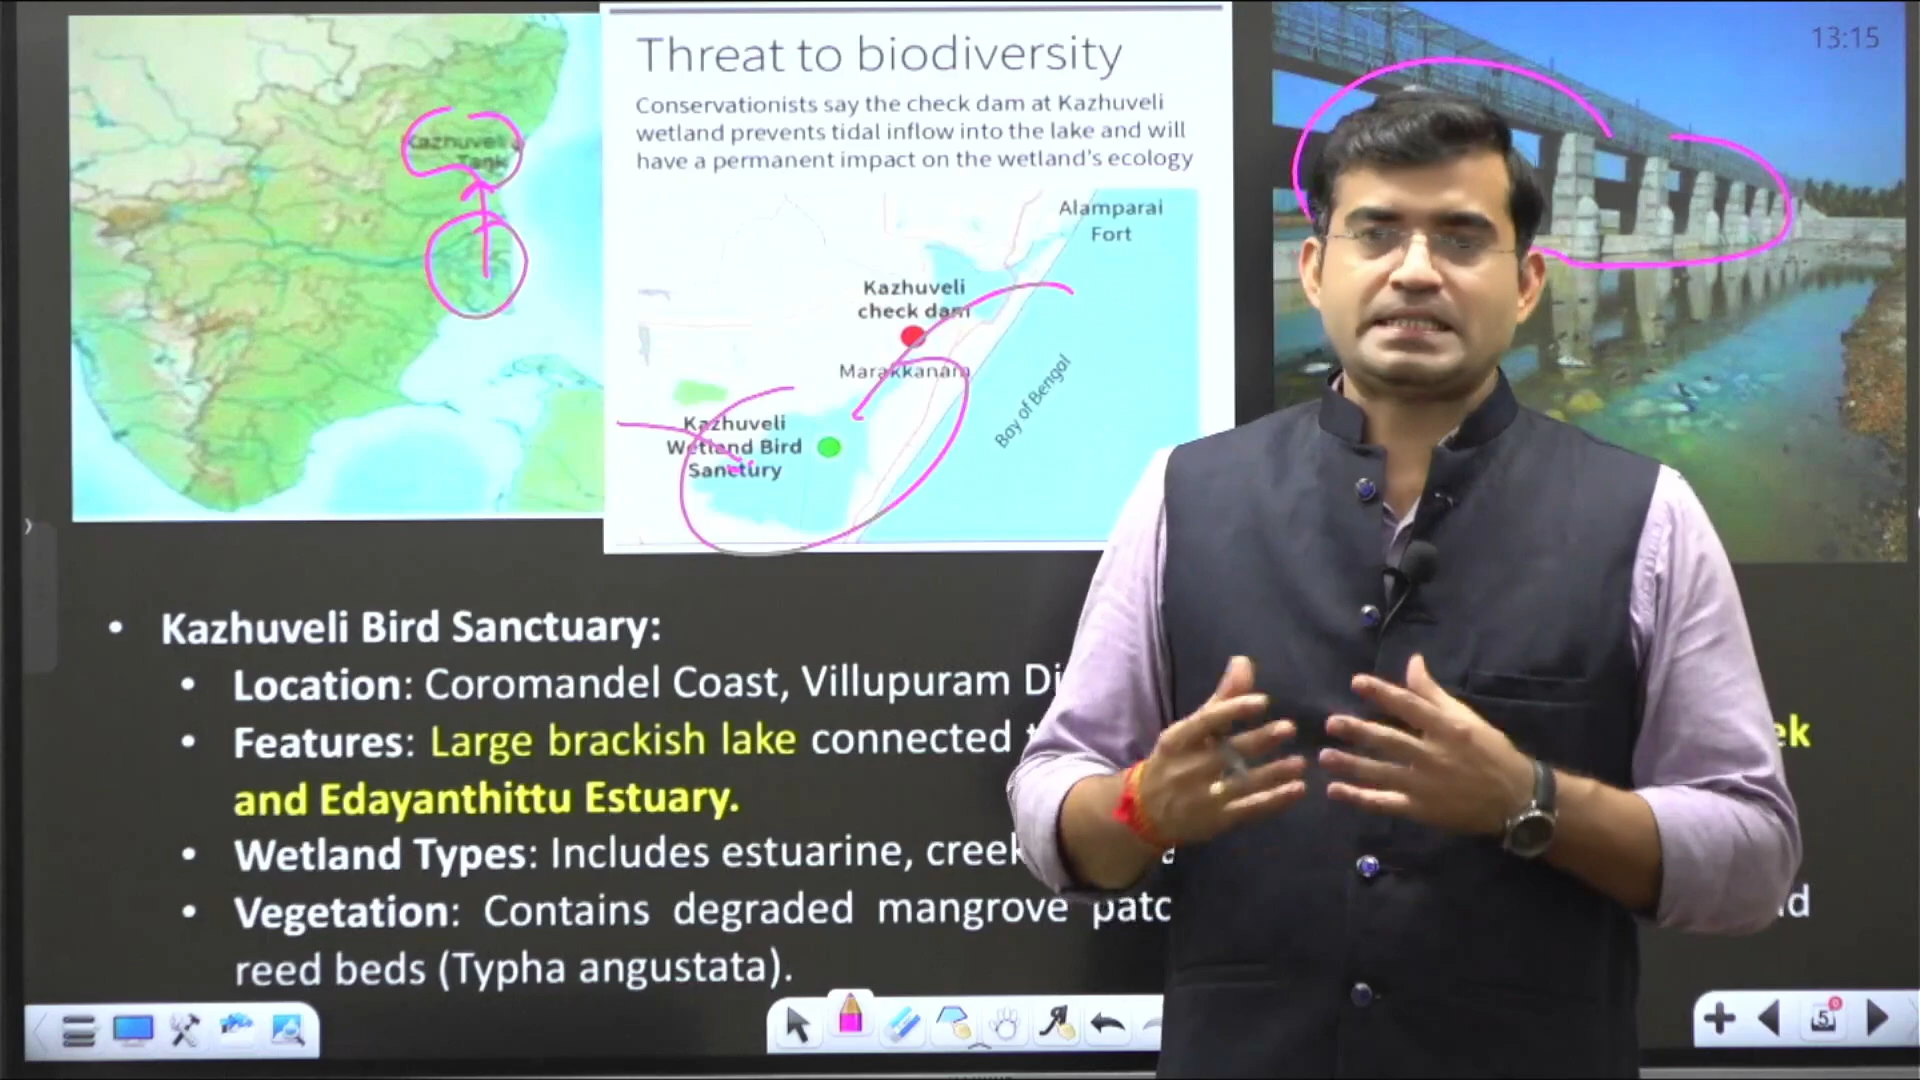 13:15
Kazhuveli
Tank
Threat to biodiversity
Conservationists say the check dam at Kazhuveli
wetland prevents tidal inflow into the lake and will
have a permanent impact on the wetland's ecology
Alamparai
Fort
Kazhuveli
check dam
Marakkanam
Kazhuveli
Wetland Bird
Sanctury
Bay of Bengal
• Kazhuveli Bird Sanctuary:
• Location: Coromandel Coast, Villupuram
• Features: Large brackish lake connected
and Edayanthittu Estuary.
• Wetland Types: Includes estuarine,
• Vegetation: Contains degraded mangrove
reed beds (Typha angustata).
5